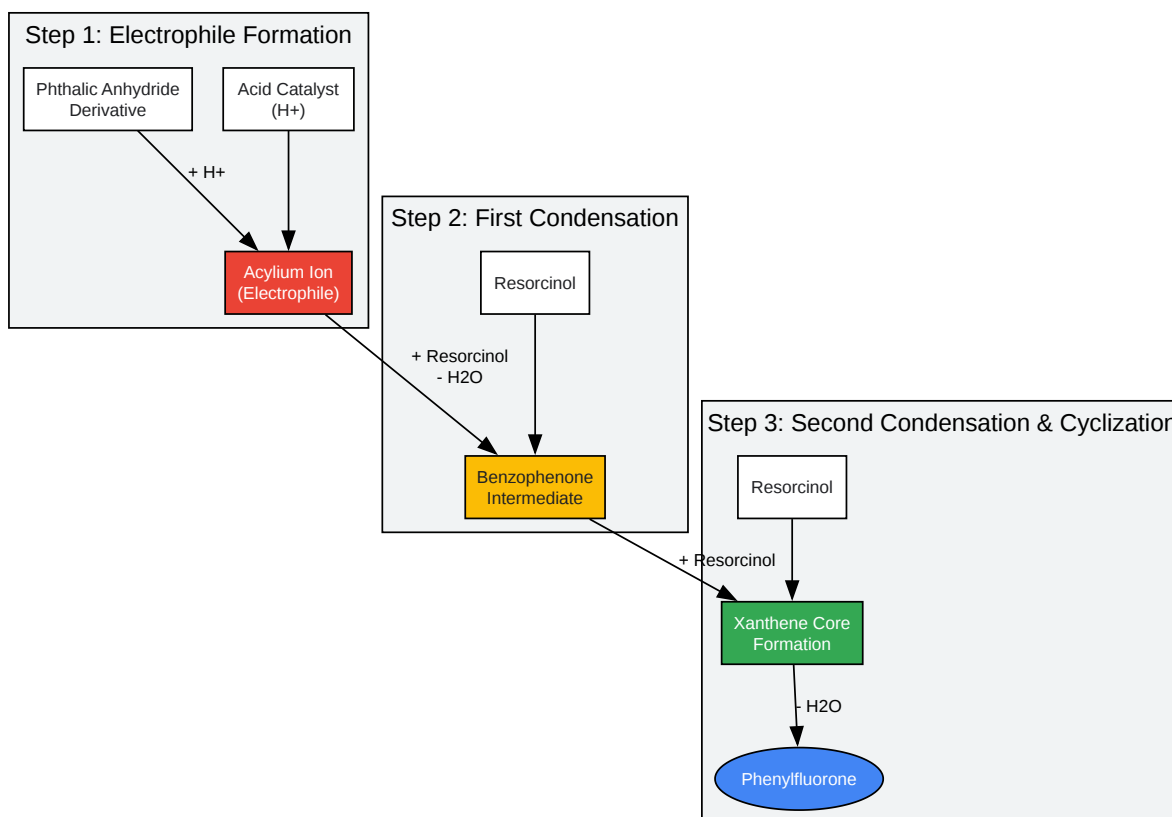 Step 1: Electrophile Formation
Phthalic Anhydride
Derivative
Acid Catalyst
(H+)
+ H+
Acylium Ion
(Electrophile)
Step 2: First Condensation
Resorcinol
+ Resorcinol
- H2O
Benzophenone
Intermediate
Step 3: Second Condensation & Cyclization
Resorcinol
+ Resorcinol
Xanthene Core
Formation
- H2O
Phenylfluorone